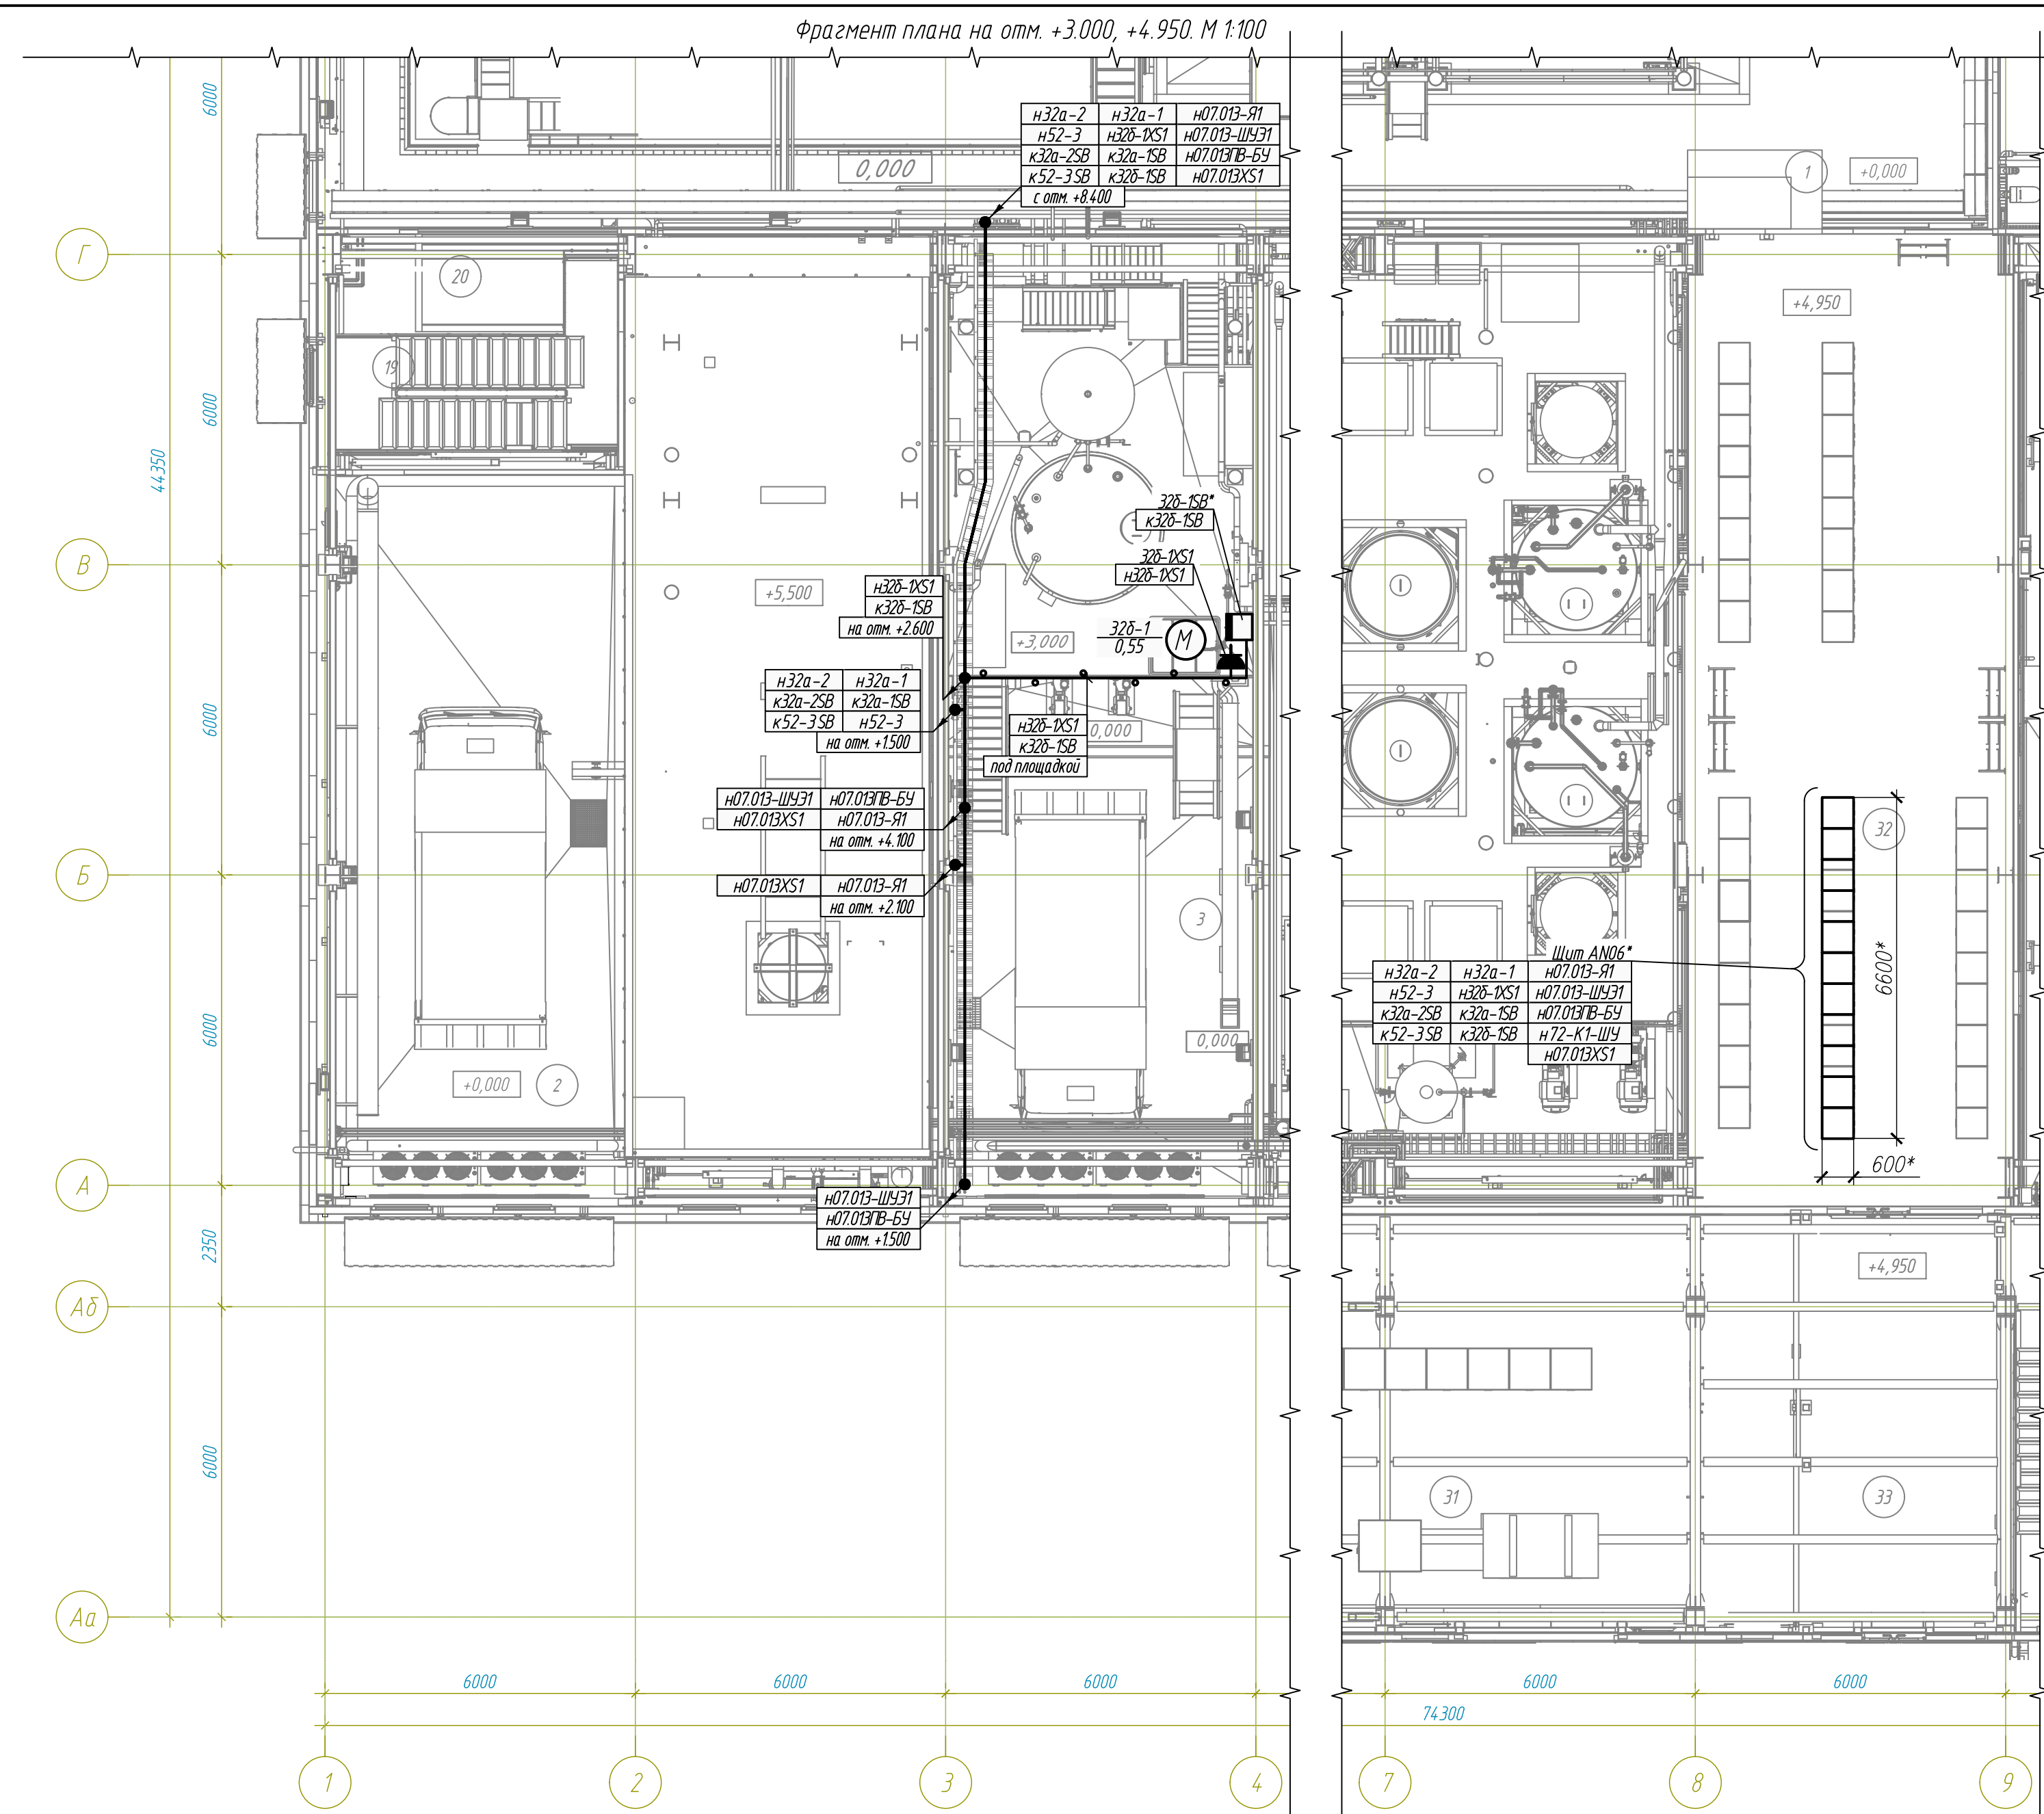 Фрагмент плана на отм. +3.000, +4.950. М 1:100
6000
н32а-2 н32а-1 н07.013-Я1
н52-3 н32б-1XS1 н07.013-ШУЭ1
к32а-2SB к32а-1SB н07.013ПВ-БУ
к52-3SB к32б-1SB н07.013XS1
с отм. +8.400
0,000
1
+0,000
Г
20
+4,950
19
6000
44350
32б-1SB*
к32б-1SB
32б-1XS1
н32б-1XS1
В
+5,500
н32б-1XS1
к32б-1SB
на отм. +2.600
+3,000
32б-1
0,55
М
н32а-2 н32а-1
к32а-2SB к32а-1SB
к52-3SB н52-3
на отм. +1.500
6000
н32б-1XS1
к32б-1SB
под площадкой
0,000
н07.013-ШУЭ1 н07.013ПВ-БУ
н07.013XS1 н07.013-Я1
на отм. +4.100
32
Б
н07.013XS1 н07.013-Я1
на отм. +2.100
3
6600*
Щит AN06*
н32а-2 н32а-1 н07.013-Я1
н52-3 н32б-1XS1 н07.013-ШУЭ1
к32а-2SB к32а-1SB н07.013ПВ-БУ
к52-3SB к32б-1SB н72-К1-ШУ
н07.013XS1
6000
0,000
+0,000
2
600*
А
н07.013-ШУЭ1
н07.013ПВ-БУ
на отм. +1.500
2350
+4,950
Аб
6000
31
33
Аа
6000 6000 6000 6000 6000
74300
1 2 3 4 7 8 9